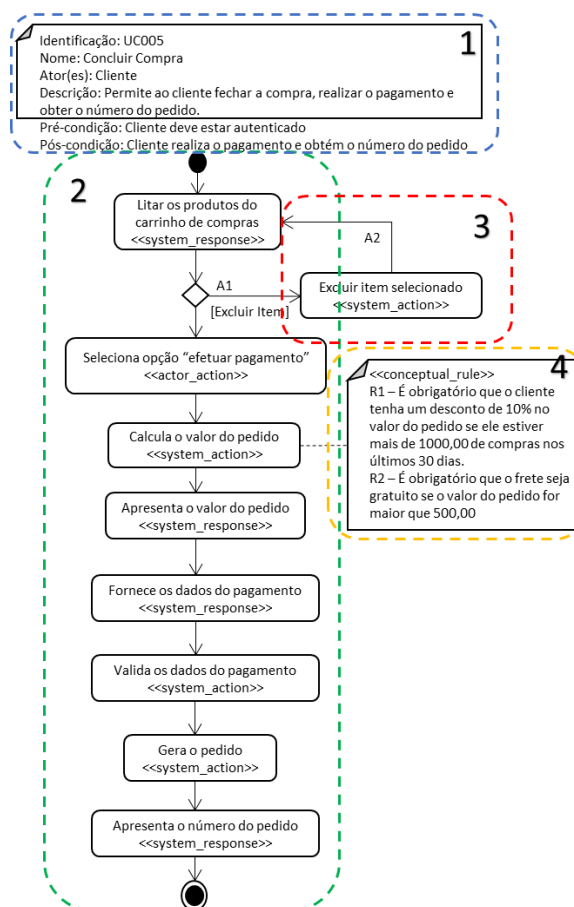 1
Identificação: UC005
Nome: Concluir Compra
Ator(es): Cliente
Descrição: Permite ao cliente fechar a compra, realizar o pagamento e
obter o número do pedido.
Pré-condição: Cliente deve estar autenticado
Pós-condição: Cliente realiza o pagamento e obtém o número do pedido
2
Litar os produtos do
carrinho de compras
<<system_response>>
3
A2
A1
[Excluir Item]
Excluir item selecionado
<<system_action>>
Seleciona opção “efetuar pagamento”
<<actor_action>>
4
<<conceptual_rule>>
R1 – É obrigatório que o cliente
tenha um desconto de 10% no
valor do pedido se ele estiver
mais de 1000,00 de compras nos
últimos 30 dias.
R2 – É obrigatório que o frete seja
gratuito se o valor do pedido for
maior que 500,00
Calcula o valor do pedido
<<system_action>>
Apresenta o valor do pedido
<<system_response>>
Fornece os dados do pagamento
<<system_response>>
Valida os dados do pagamento
<<system_action>>
Gera o pedido
<<system_action>>
Apresenta o número do pedido
<<system_response>>